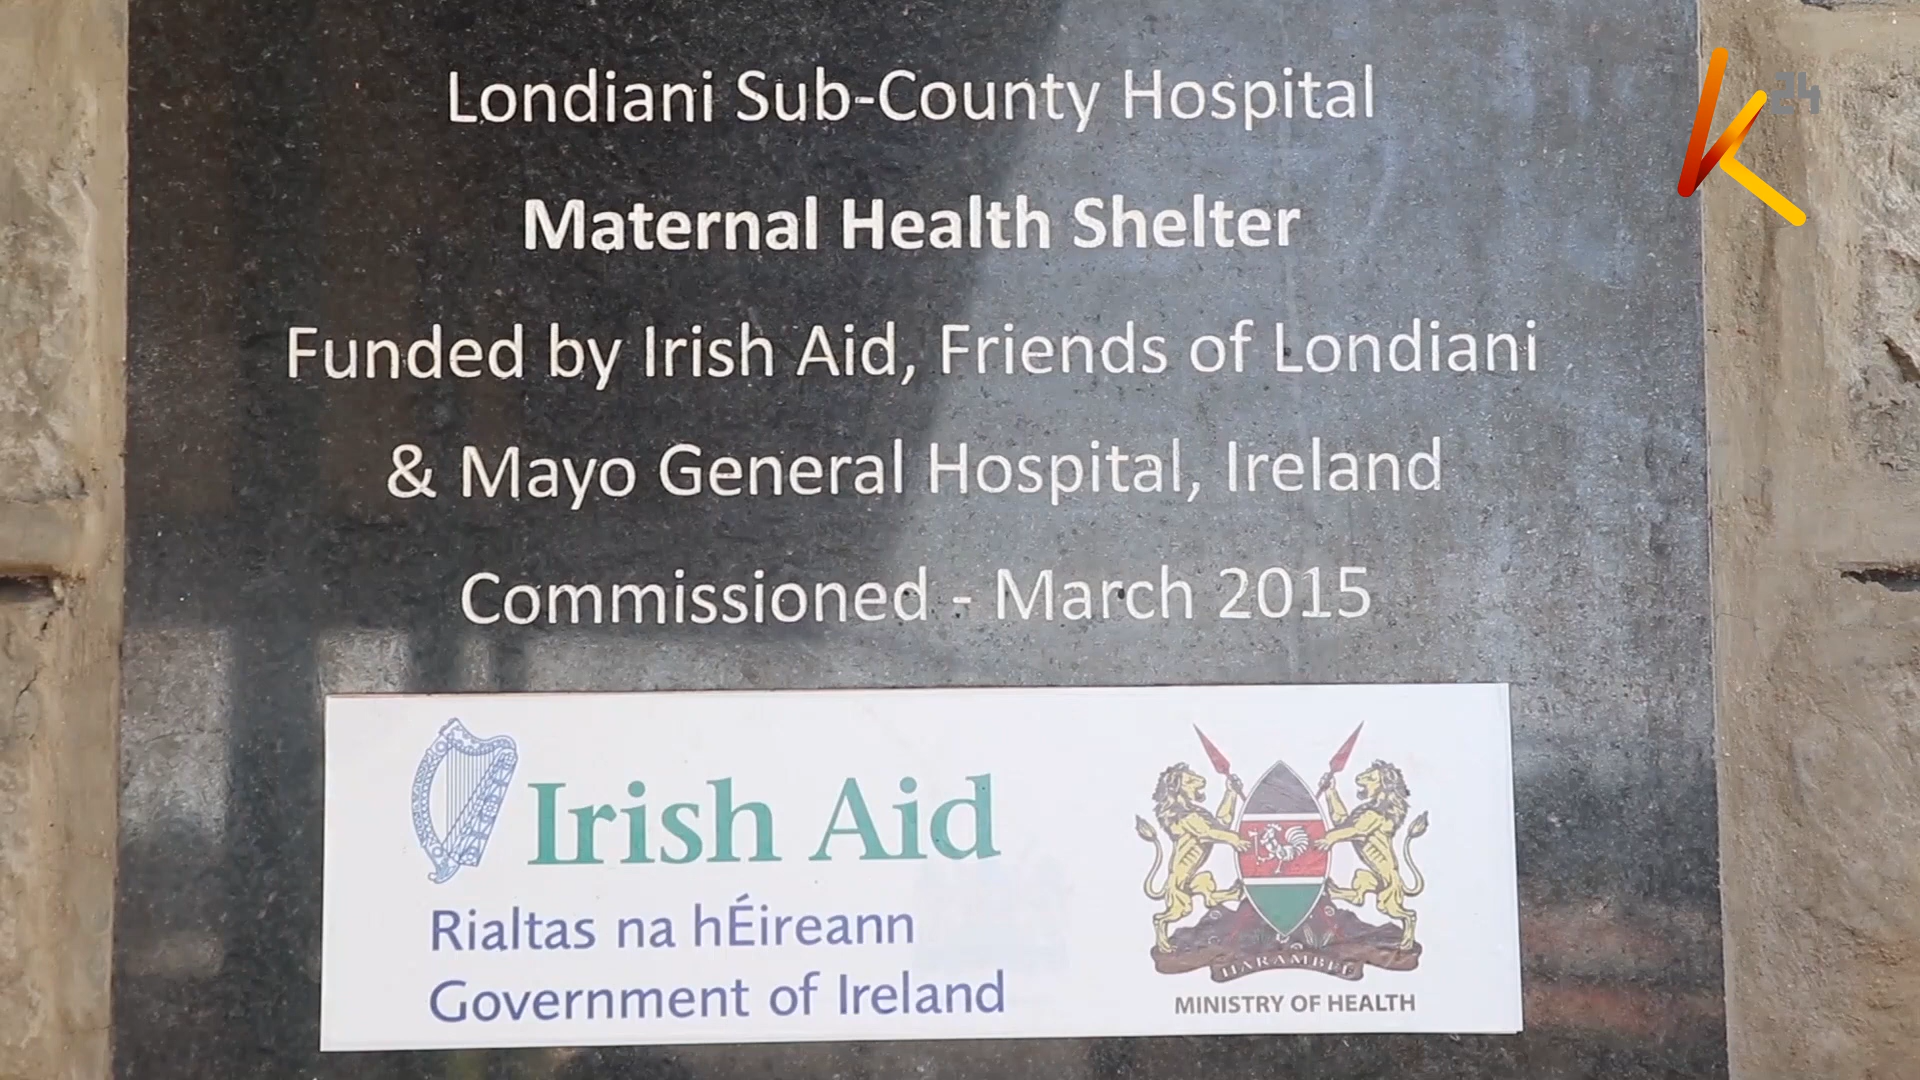 Londiani Sub-County Hospital
Maternal Health Shelter
Funded by Irish Aid, Friends of Londiani
& Mayo General Hospital, Ireland
Commissioned - March 2015
Irish Aid
Rialtas na hÉireann
Government of Ireland
HARAMBEE
MINISTRY OF HEALTH
K24